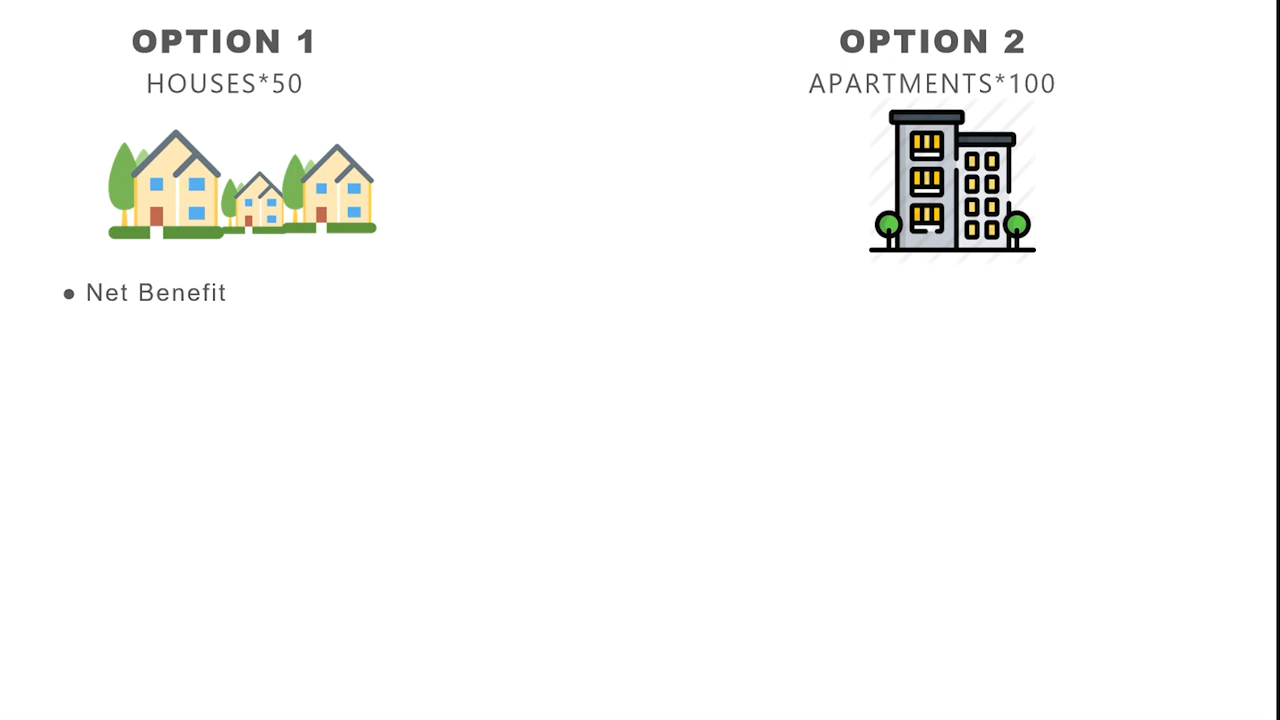 OPTION 1
HOUSES*50
OPTION 2
APARTMENTS*100
● Net Benefit